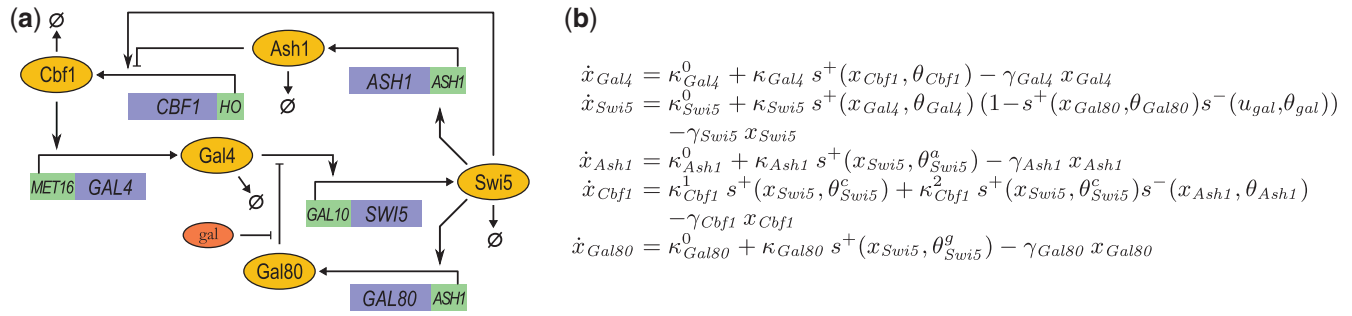 (a)
∅
Cbf1
Ash1
ASH1 ASH1
∅
CBF1 HO
Gal4
MET16 GAL4
∅
Swi5
GAL10 SWI5
gal
∅
Gal80
GAL80 ASH1
(b)
ẋ_Gal4 = κ⁰_Gal4 + κ_Gal4 s⁺(x_Cbf1, θ_Cbf1) − γ_Gal4 x_Gal4
ẋ_Swi5 = κ⁰_Swi5 + κ_Swi5 s⁺(x_Gal4, θ_Gal4) (1−s⁺(x_Gal80,θ_Gal80)s⁻(u_gal,θ_gal))
−γ_Swi5 x_Swi5
ẋ_Ash1 = κ⁰_Ash1 + κ_Ash1 s⁺(x_Swi5, θᵃ_Swi5) − γ_Ash1 x_Ash1
ẋ_Cbf1 = κ¹_Cbf1 s⁺(x_Swi5, θᶜ_Swi5) + κ²_Cbf1 s⁺(x_Swi5, θᶜ_Swi5)s⁻(x_Ash1, θ_Ash1)
−γ_Cbf1 x_Cbf1
ẋ_Gal80 = κ⁰_Gal80 + κ_Gal80 s⁺(x_Swi5, θᵍ_Swi5) − γ_Gal80 x_Gal80